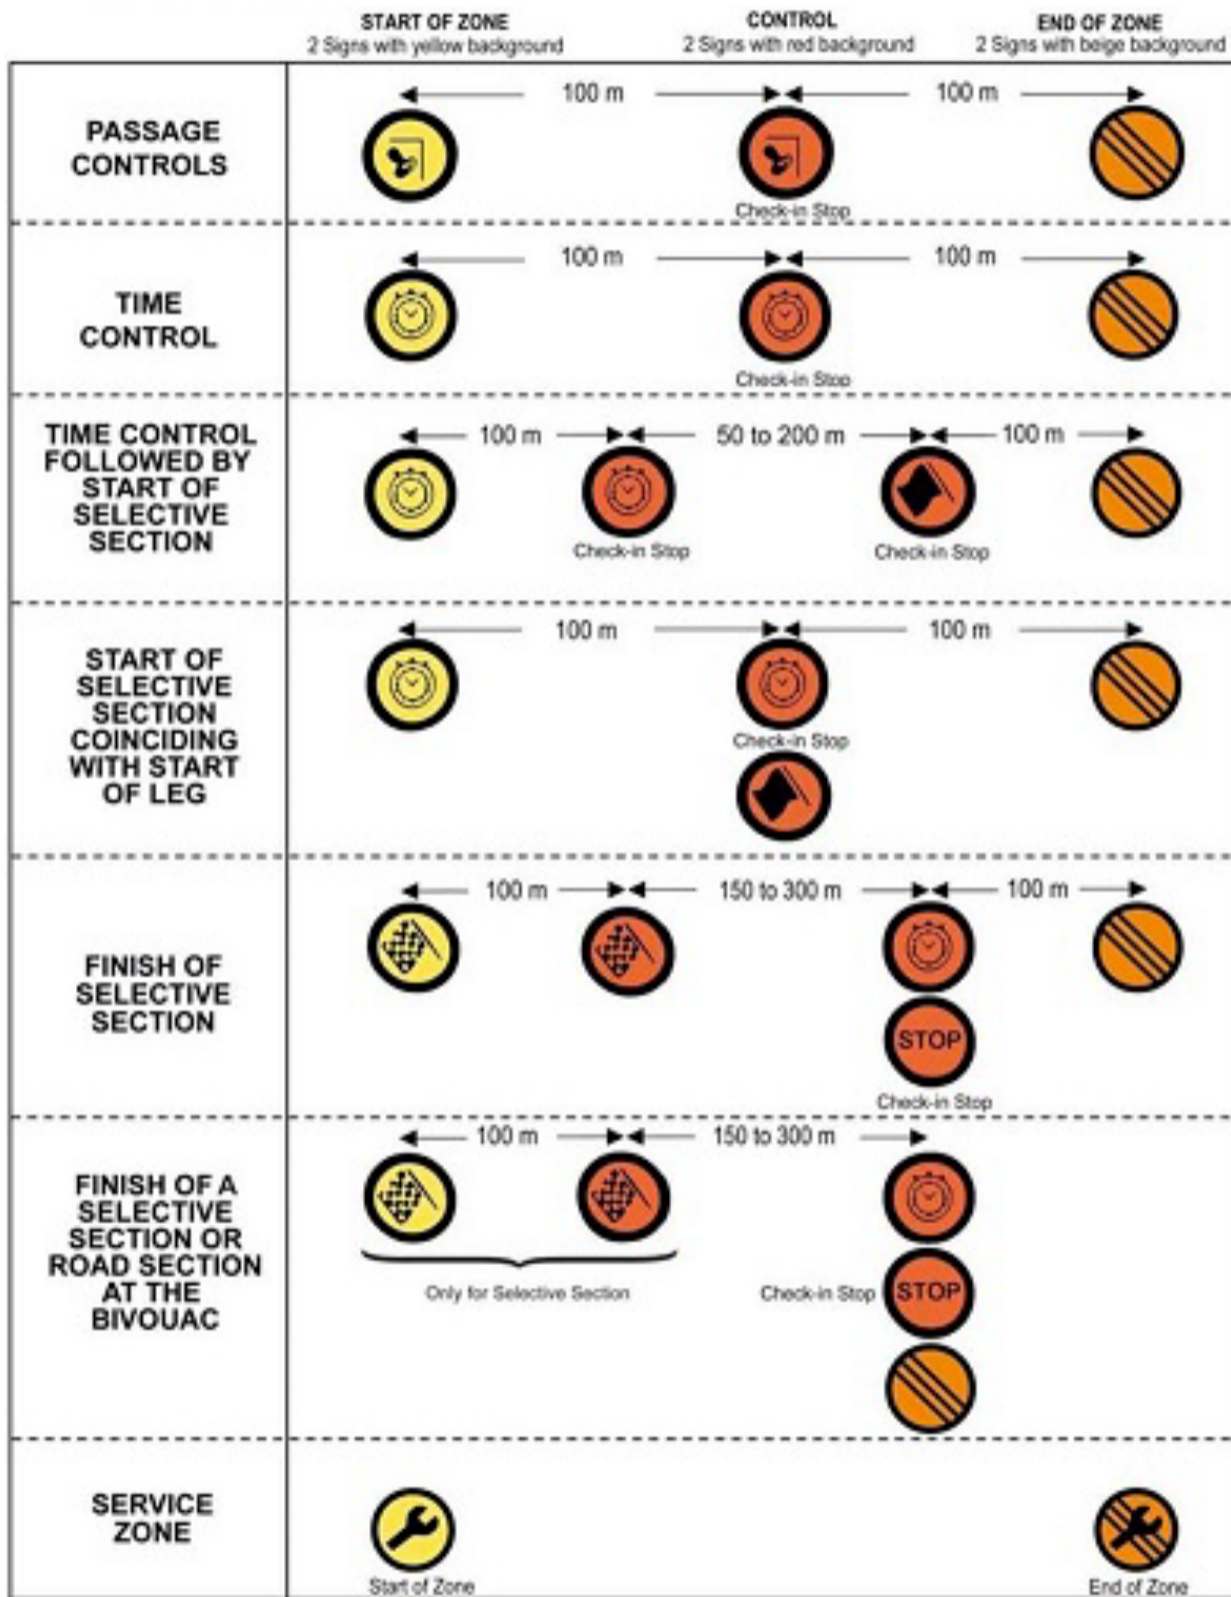 START OF ZONE
2 Signs with yellow background
CONTROL
2 Signs with red background
END OF ZONE
2 Signs with beige background
PASSAGE
CONTROLS
100 m
100 m
Check-in Stop
TIME
CONTROL
100 m
100 m
Check-in Stop
TIME CONTROL
FOLLOWED BY
START OF
SELECTIVE
SECTION
100 m
50 to 200 m
100 m
Check-in Stop
Check-in Stop
START OF
SELECTIVE
SECTION
COINCIDING
WITH START
OF LEG
100 m
100 m
Check-in Stop
FINISH OF
SELECTIVE
SECTION
100 m
150 to 300 m
100 m
STOP
Check-in Stop
FINISH OF A
SELECTIVE
SECTION OR
ROAD SECTION
AT THE
BIVOUAC
100 m
150 to 300 m
Only for Selective Section
Check-in Stop
STOP
SERVICE
ZONE
Start of Zone
End of Zone